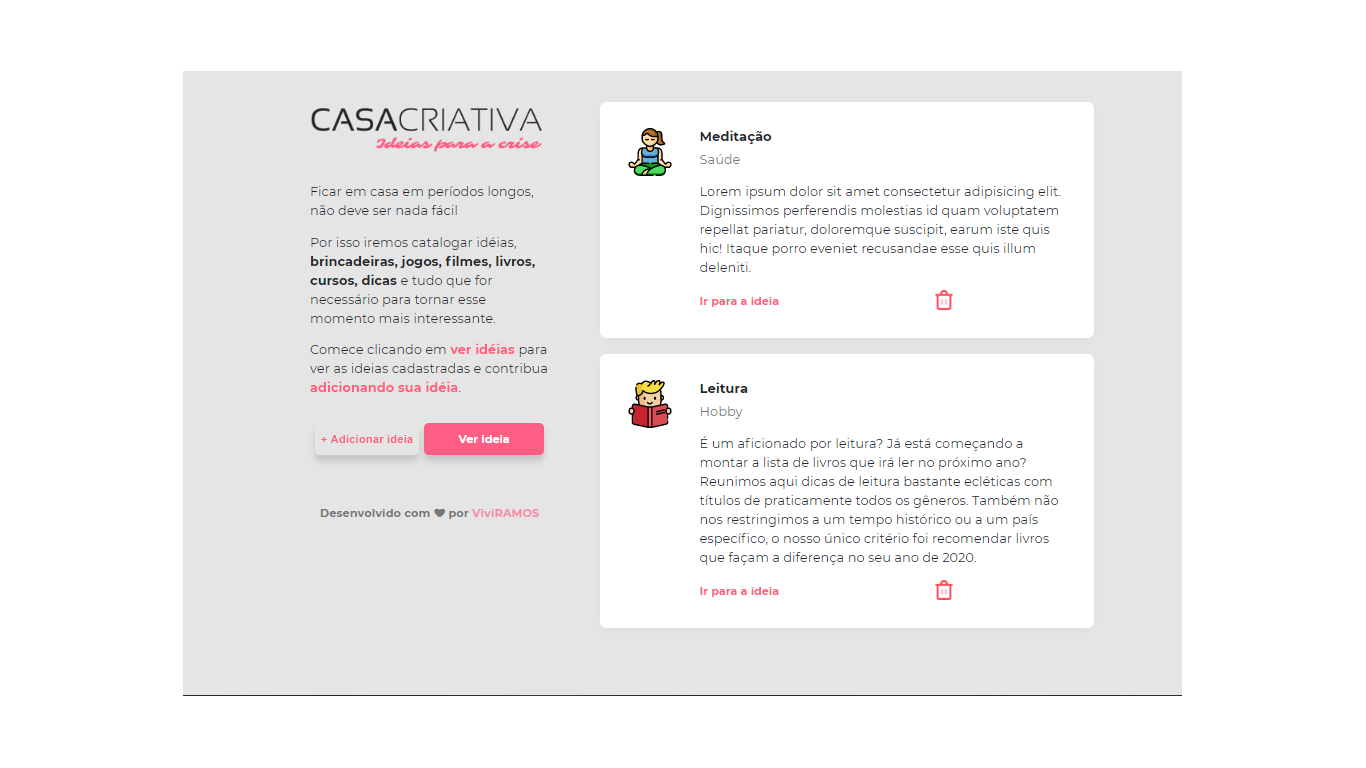 CASACRIATIVA
Ideias para a crise
Ficar em casa em períodos longos,
não deve ser nada fácil
Por isso iremos catalogar idéias,
brincadeiras, jogos, filmes, livros,
cursos, dicas e tudo que for
necessário para tornar esse
momento mais interessante.
Comece clicando em ver idéias para
ver as ideias cadastradas e contribua
adicionando sua idéia.
+ Adicionar ideia
Ver ideia
Desenvolvido com ❤ por ViviRAMOS
Meditação
Saúde
Lorem ipsum dolor sit amet consectetur adipisicing elit.
Dignissimos perferendis molestias id quam voluptatem
repellat pariatur, doloremque suscipit, earum iste quis
hic! Itaque porro eveniet recusandae esse quis illum
deleniti.
Ir para a ideia
Leitura
Hobby
É um aficionado por leitura? Já está começando a
montar a lista de livros que irá ler no próximo ano?
Reunimos aqui dicas de leitura bastante ecléticas com
títulos de praticamente todos os gêneros. Também não
nos restringimos a um tempo histórico ou a um país
específico, o nosso único critério foi recomendar livros
que façam a diferença no seu ano de 2020.
Ir para a ideia